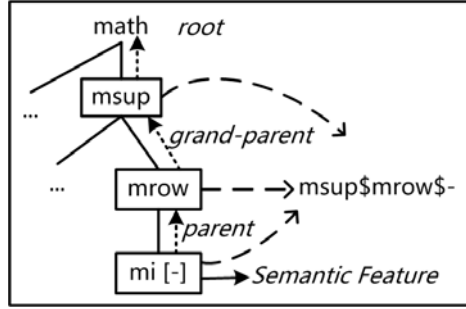 math root
msup
...
grand-parent
...
mrow msup$mrow$-
parent
mi [-] Semantic Feature